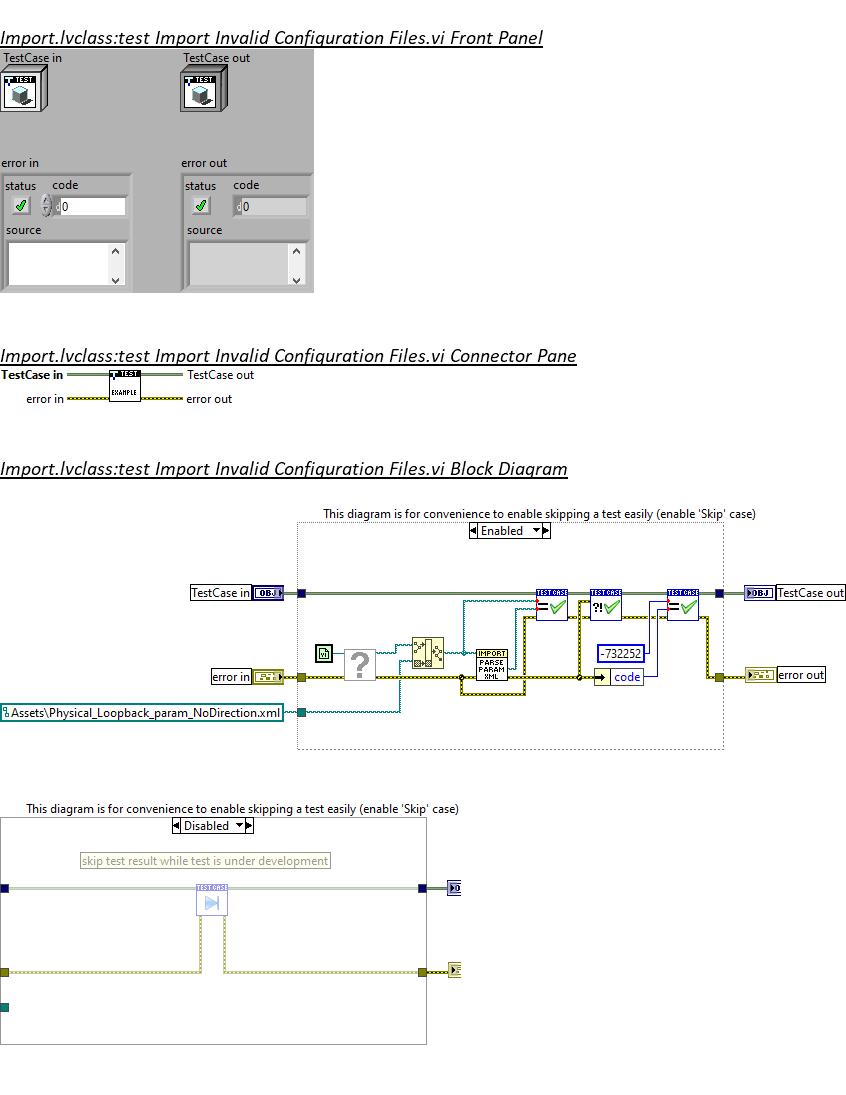 Import.lvclass:test Import Invalid Configuration Files.vi Front Panel
TestCase in
TestCase out
TEST
TEST
error in
error out
status
code
status
code
0
0
source
source
Import.lvclass:test Import Invalid Configuration Files.vi Connector Pane
TestCase in
TEST
TestCase out
error in
EXAMPLE
error out
Import.lvclass:test Import Invalid Configuration Files.vi Block Diagram
This diagram is for convenience to enable skipping a test easily (enable 'Skip' case)
Enabled
TestCase in
OBJ
TEST CASE
=
TEST CASE
?!
TEST CASE
=
OBJ
TestCase out
vi
?
IMPORT
PARSE
PARAM
XML
-732252
code
error in
error out
Assets\Physical_Loopback_param_NoDirection.xml
This diagram is for convenience to enable skipping a test easily (enable 'Skip' case)
Disabled
skip test result while test is under development
TEST CASE